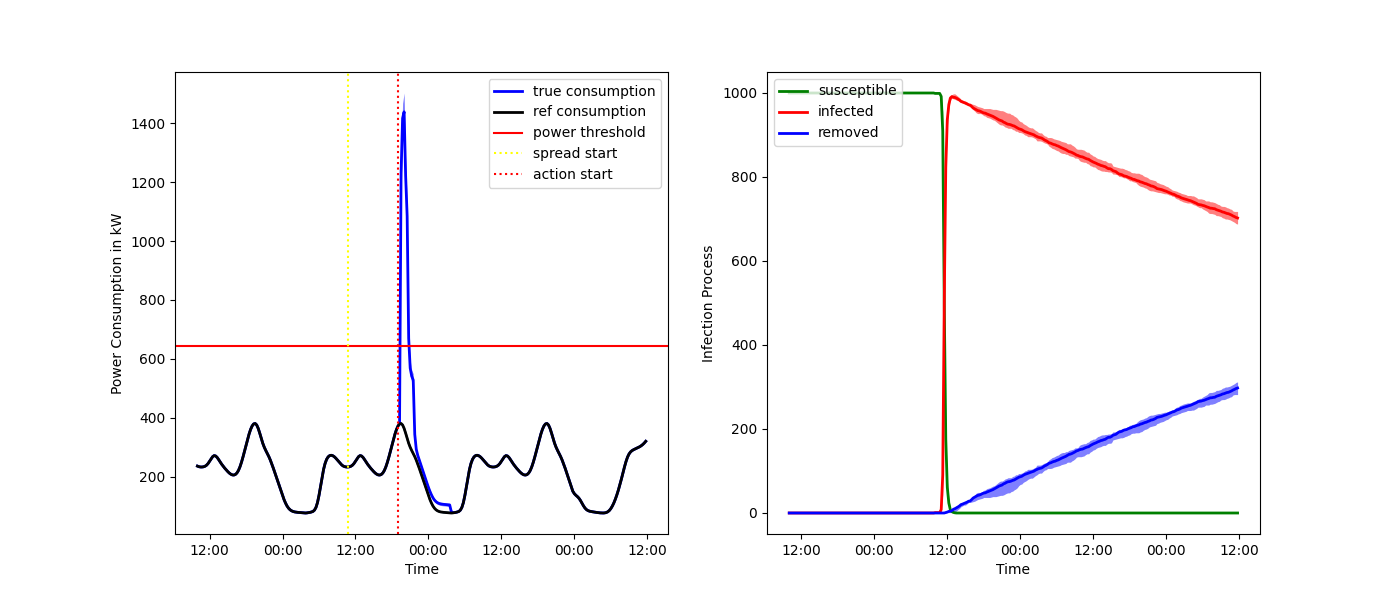 true consumption
ref consumption
power threshold
spread start
action start
1400
1200
1000
800
600
400
200
Power Consumption in kW
12:00 00:00 12:00 00:00 12:00 00:00 12:00
Time
susceptible
infected
removed
1000
800
600
400
200
0
Infection Process
12:00 00:00 12:00 00:00 12:00 00:00 12:00
Time